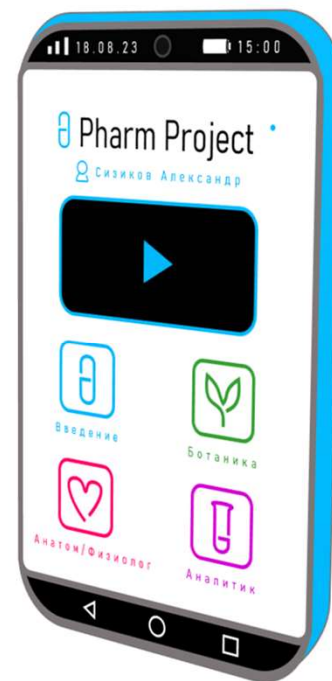 18.08.23 15:00
Pharm Project
Сизиков Александр
Введение
Ботаника
Анатом/Физиолог
Аналитик